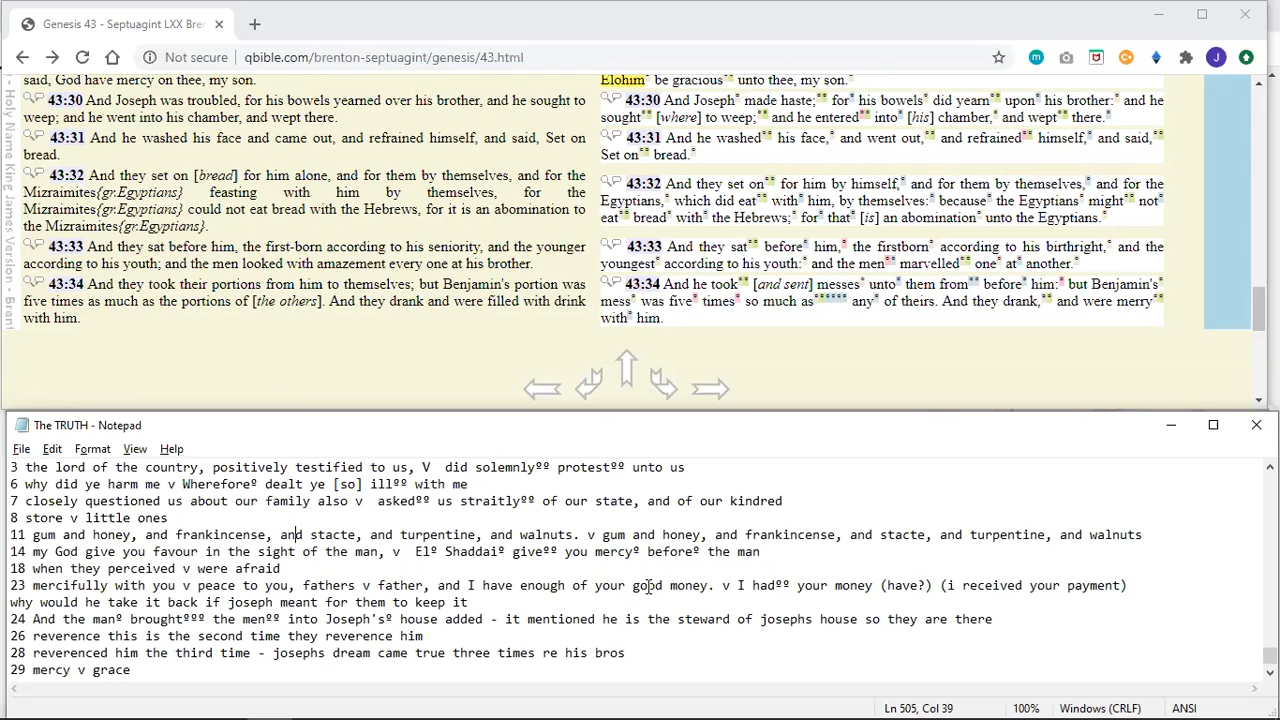 Genesis 43 - Septuagint LXX Bre
Not secure
qbible.com/brenton-septuagint/genesis/43.html
J
- Holy Name King James Version - Bren
said, God have mercy on thee, my son.
43:30 And Joseph was troubled, for his bowels yearned over his brother, and he sought to
weep; and he went into his chamber, and wept there.
43:31 And he washed his face and came out, and refrained himself, and said, Set on
bread.
43:32 And they set on [bread] for him alone, and for them by themselves, and for the
Mizraimites{gr.Egyptians} feasting with him by themselves, for the
Mizraimites{gr.Egyptians} could not eat bread with the Hebrews, for it is an abomination to
the Mizraimites{gr.Egyptians}.
43:33 And they sat before him, the first-born according to his seniority, and the younger
according to his youth; and the men looked with amazement every one at his brother.
43:34 And they took their portions from him to themselves; but Benjamin's portion was
five times as much as the portions of [the others]. And they drank and were filled with drink
with him.
Elohim be gracious unto thee, my son.
43:30 And Joseph made haste; for his bowels did yearn upon his brother: and he
sought [where] to weep; and he entered into [his] chamber, and wept there.
43:31 And he washed his face, and went out, and refrained himself, and said,
Set on bread.
43:32 And they set on for him by himself, and for them by themselves, and for the
Egyptians, which did eat with him, by themselves: because the Egyptians might not
eat bread with the Hebrews; for that [is] an abomination unto the Egyptians.
43:33 And they sat before him, the firstborn according to his birthright, and the
youngest according to his youth: and the men marvelled one at another.
43:34 And he took [and sent] messes unto them from before him: but Benjamin's
mess was five times so much as any of theirs. And they drank, and were merry
with him.
The TRUTH - Notepad
File Edit Format View Help
3 the lord of the country, positively testified to us, V  did solemnlyºº protestºº unto us
6 why did ye harm me v Whereforeº dealt ye [so] illºº with me
7 closely questioned us about our family also v  askedºº us straitlyºº of our state, and of our kindred
8 store v little ones
11 gum and honey, and frankincense, and stacte, and turpentine, and walnuts. v gum and honey, and frankincense, and stacte, and turpentine, and walnuts
14 my God give you favour in the sight of the man, v  Elº Shaddaiº giveºº you mercyº beforeº the man
18 when they perceived v were afraid
23 mercifully with you v peace to you, fathers v father, and I have enough of your good money. v I hadºº your money (have?) (i received your payment)
why would he take it back if joseph meant for them to keep it
24 And the manº broughtººº the menºº into Joseph'sº house added - it mentioned he is the steward of josephs house so they are there
26 reverence this is the second time they reverence him
28 reverenced him the third time - josephs dream came true three times re his bros
29 mercy v grace
Ln 505, Col 39
100%
Windows (CRLF)
ANSI